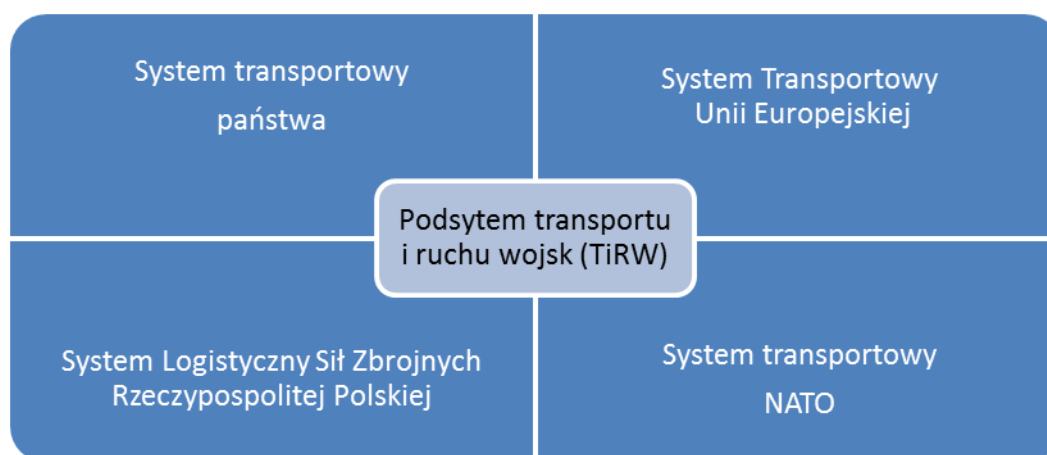 System transportowy
państwa
System Transportowy
Unii Europejskiej
Podsytem transportu
i ruchu wojsk (TiRW)
System Logistyczny Sił Zbrojnych
Rzeczypospolitej Polskiej
System transportowy
NATO